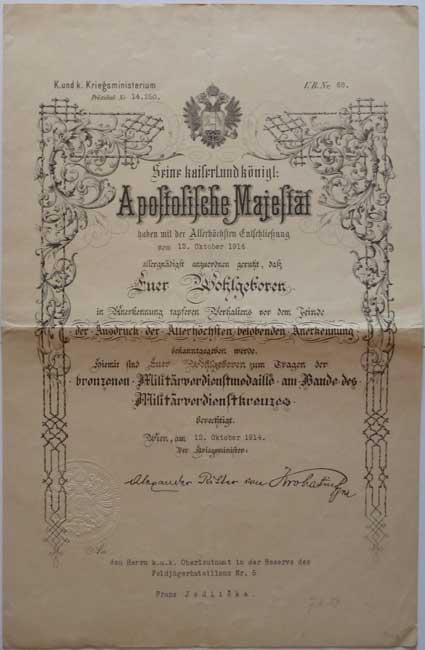 K.und k. Kriegsministerium
Präsidial Nr 14.250.
V.B.Nr. 68.
Seine kaiserl. und königl:
Apostolische Majestät
haben mit der Allerhöchsten Entschließung
vom 12. Oktober 1914
allergnädigst anzuordnen geruht, daß
Euer Wohlgeboren
in Anerkennung tapferen Verhaltens vor dem Feinde
der Ausdruck der Allerhöchsten belobenden Anerkennung
bekanntgegeben werde.
Hiemit sind Euer Wohlgeboren zum Tragen der
bronzenen Militärverdienstmedaille am Bande des
Militärverdienstkreuzes
berechtigt.
Wien, am 12. Oktober 1914.
Der Kriegsminister:
Alexander Ritter von Krobatin
An
den Herrn k.u.k. Oberleutnant in der Reserve des
Feldjägerbataillons Nr. 5
Franz Jedlička.